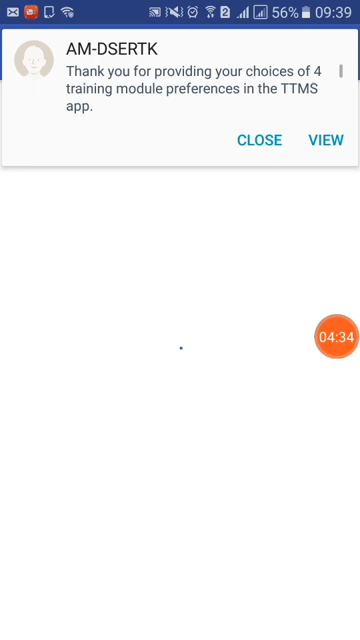 2 56% 09:39
AM-DSERTK
Thank you for providing your choices of 4
training module preferences in the TTMS
app.
CLOSE VIEW
04:34